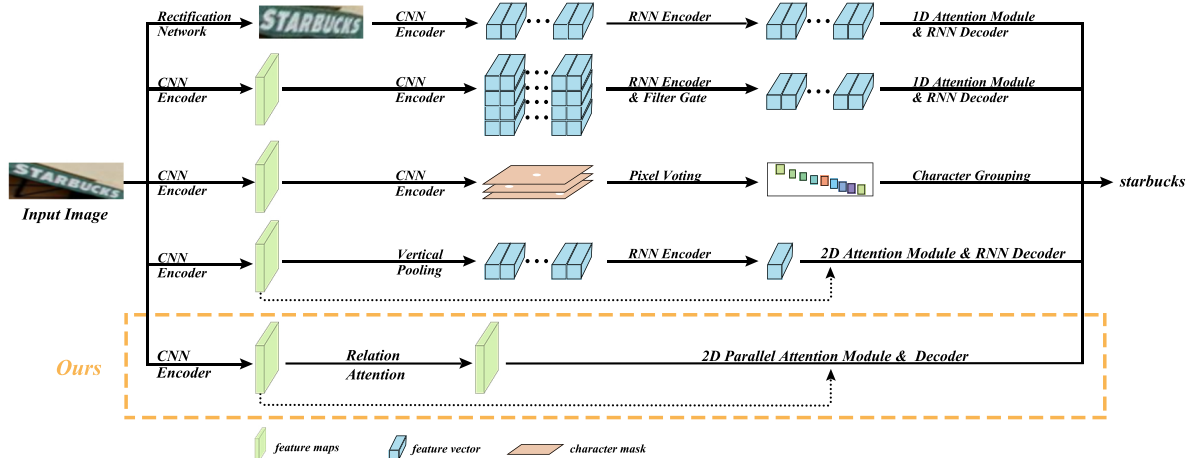 Rectification
Network
STARBUCKS
CNN
Encoder
RNN Encoder
1D Attention Module
& RNN Decoder
CNN
Encoder
CNN
Encoder
RNN Encoder
& Filter Gate
1D Attention Module
& RNN Decoder
STARBUCKS
Input Image
CNN
Encoder
CNN
Encoder
Pixel Voting
Character Grouping
starbucks
CNN
Encoder
Vertical
Pooling
RNN Encoder
2D Attention Module & RNN Decoder
Ours
CNN
Encoder
Relation
Attention
2D Parallel Attention Module & Decoder
feature maps
feature vector
character mask